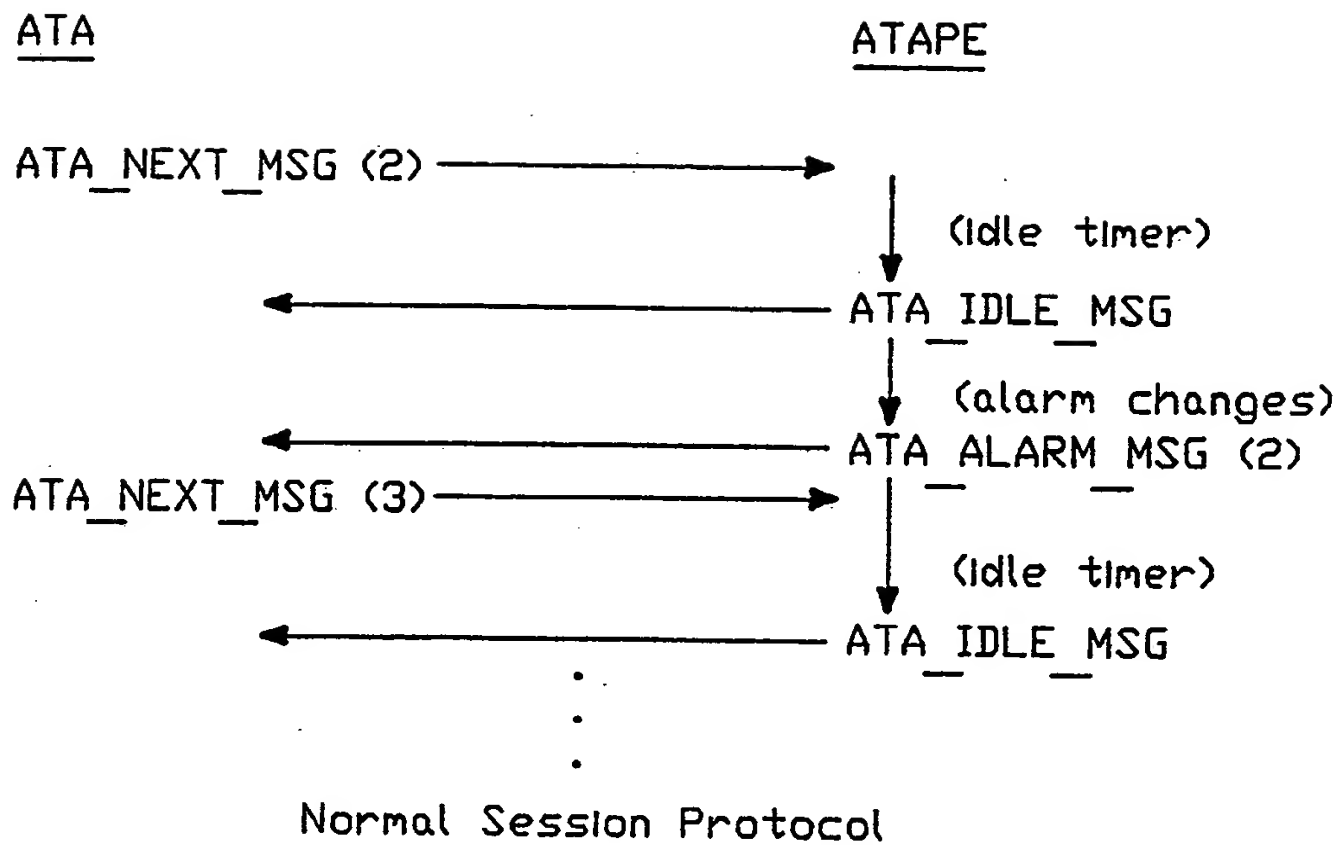 ATA
ATAPE
ATA_NEXT_MSG (2)
(idle timer)
ATA_IDLE_MSG
(alarm changes)
ATA_ALARM_MSG (2)
ATA_NEXT_MSG (3)
(idle timer)
ATA_IDLE_MSG
Normal Session Protocol